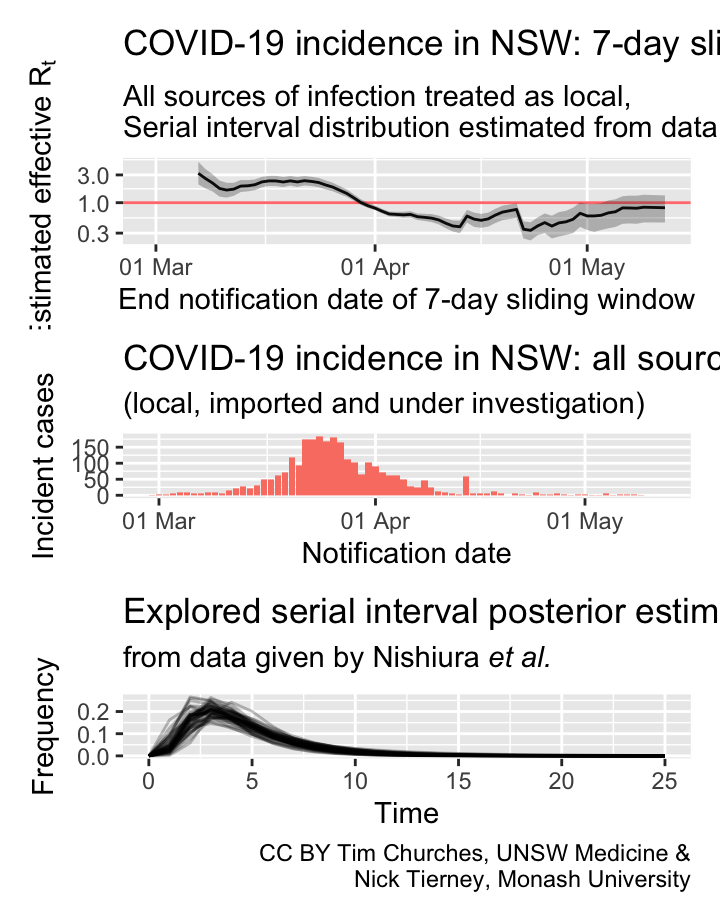 COVID-19 incidence in NSW: 7-day sli
All sources of infection treated as local,
Serial interval distribution estimated from data
stimated effective Rt
3.0
1.0
0.3
01 Mar 01 Apr 01 May
End notification date of 7-day sliding window
COVID-19 incidence in NSW: all sourc
(local, imported and under investigation)
Incident cases
150
100
50
0
01 Mar 01 Apr 01 May
Notification date
Explored serial interval posterior estim
from data given by Nishiura et al.
Frequency
0.2
0.1
0.0
0 5 10 15 20 25
Time
CC BY Tim Churches, UNSW Medicine &
Nick Tierney, Monash University